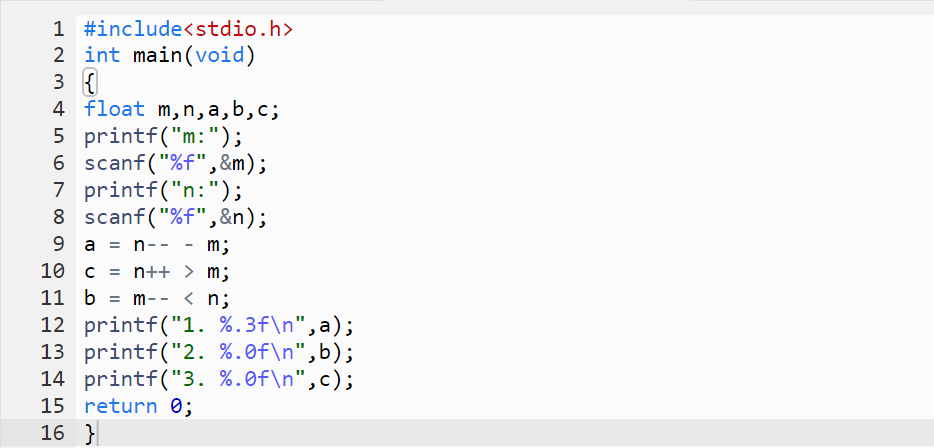 1 #include<stdio.h>
2 int main(void)
3 {
4 float m,n,a,b,c;
5 printf("m:");
6 scanf("%f",&m);
7 printf("n:");
8 scanf("%f",&n);
9 a = n-- - m;
10 c = n++ > m;
11 b = m-- < n;
12 printf("1. %.3f\n",a);
13 printf("2. %.0f\n",b);
14 printf("3. %.0f\n",c);
15 return 0;
16 }